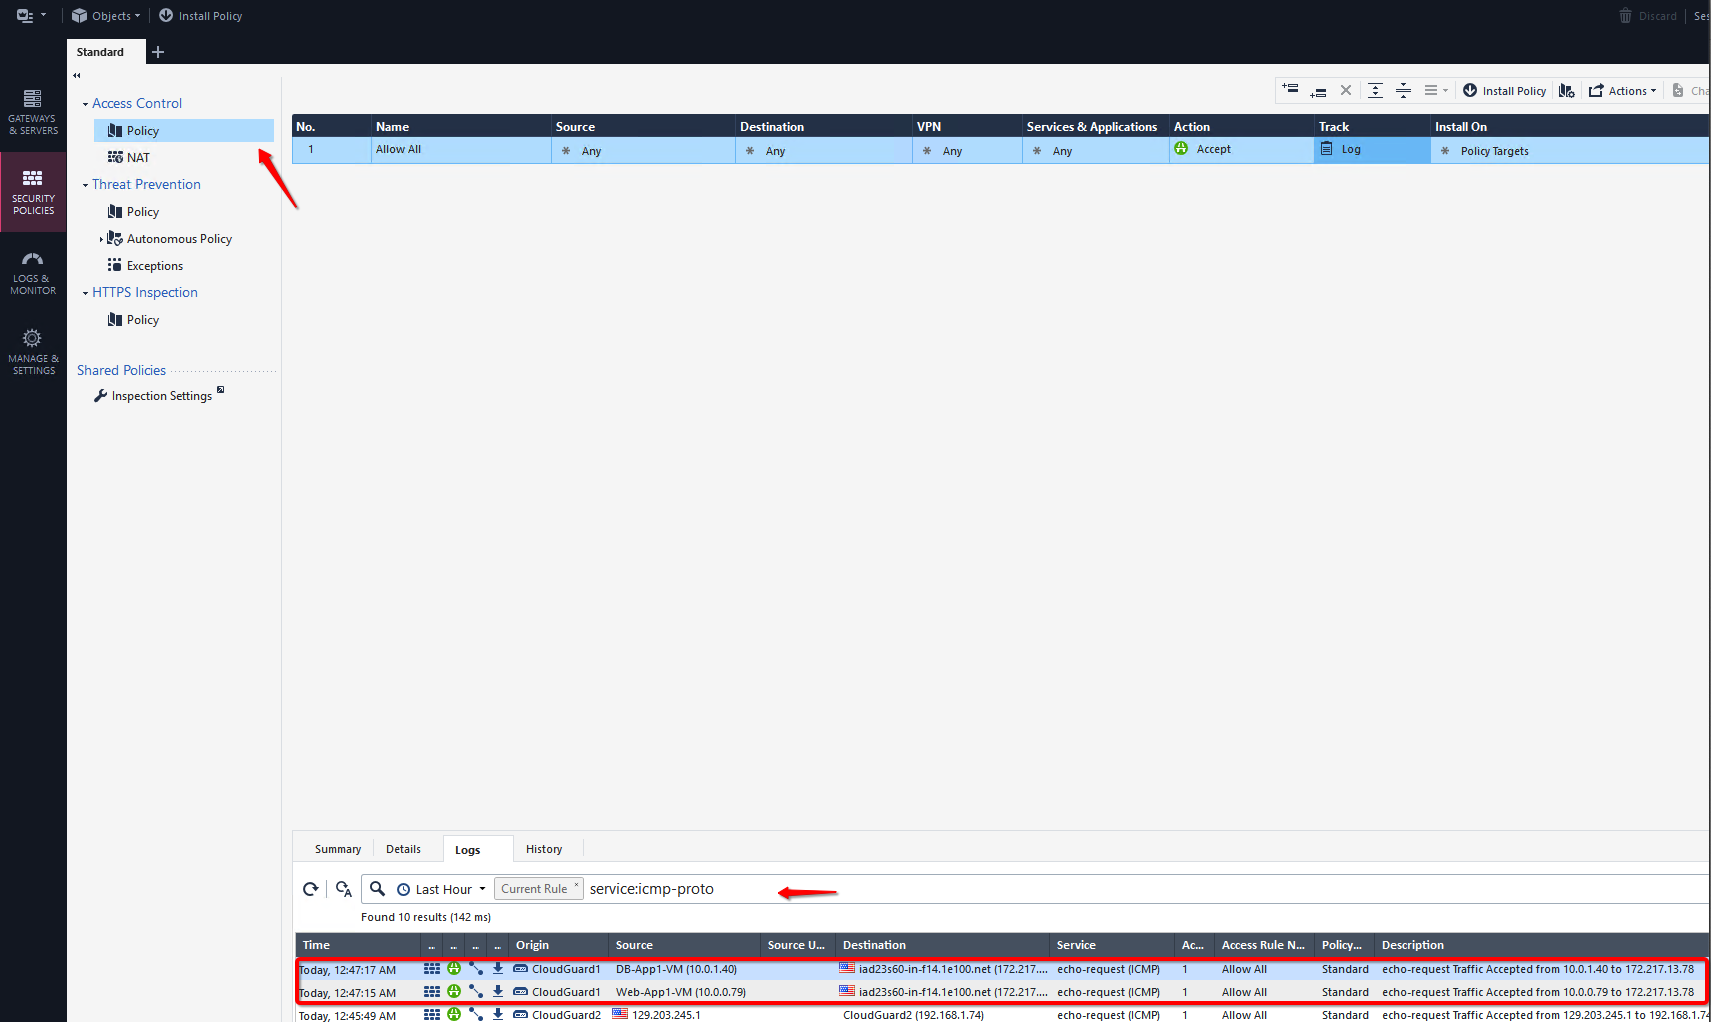 Objects Install Policy Discard Ses
Standard
Access Control
Policy
NAT
Threat Prevention
Policy
Autonomous Policy
Exceptions
HTTPS Inspection
Policy
Shared Policies
Inspection Settings
GATEWAYS
& SERVERS
SECURITY
POLICIES
LOGS &
MONITOR
MANAGE &
SETTINGS
Install Policy Actions Cha
No. Name Source Destination VPN Services & Applications Action Track Install On
1 Allow All Any Any Any Any Accept Log Policy Targets
Summary Details Logs History
Last Hour Current Rule x service:icmp-proto
Found 10 results (142 ms)
Time ... ... ... ... Origin Source Source U... Destination Service Ac... Access Rule N... Policy... Description
Today, 12:47:17 AM CloudGuard1 DB-App1-VM (10.0.1.40) iad23s60-in-f14.1e100.net (172.217.... echo-request (ICMP) 1 Allow All Standard echo-request Traffic Accepted from 10.0.1.40 to 172.217.13.78
Today, 12:47:15 AM CloudGuard1 Web-App1-VM (10.0.0.79) iad23s60-in-f14.1e100.net (172.217.... echo-request (ICMP) 1 Allow All Standard echo-request Traffic Accepted from 10.0.0.79 to 172.217.13.78
Today, 12:45:49 AM CloudGuard2 129.203.245.1 CloudGuard2 (192.168.1.74) echo-request (ICMP) 1 Allow All Standard echo-request Traffic Accepted from 129.203.245.1 to 192.168.1.74